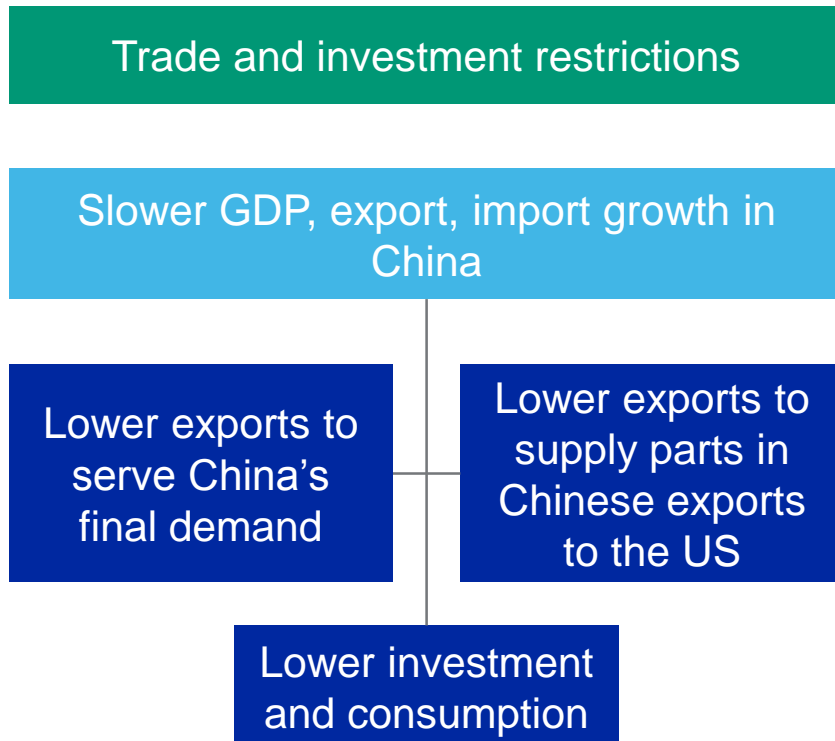 Trade and investment restrictions
Slower GDP, export, import growth in
China
Lower exports to
serve China’s
final demand
Lower exports to
supply parts in
Chinese exports
to the US
Lower investment
and consumption